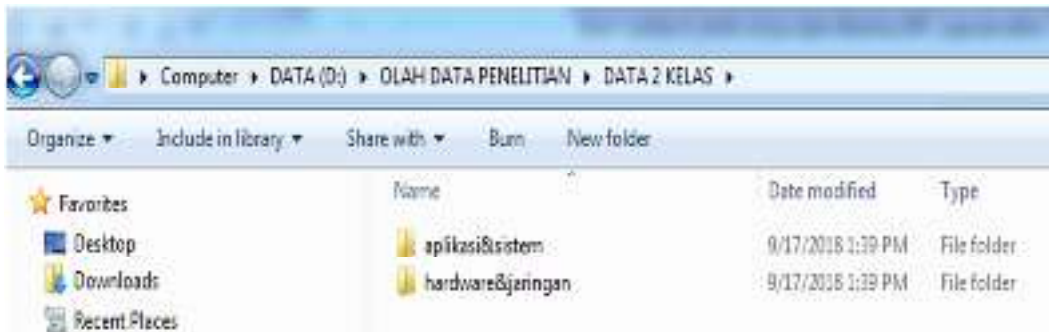 Computer ▸ DATA (D:) ▸ OLAH DATA PENELITIAN ▸ DATA 2 KELAS ▸
Organize ▾ Include in library ▾ Share with ▾ Burn New folder
Favorites
Desktop
Downloads
Recent Places
Name Date modified Type
aplikasi&sistem 9/17/2018 1:39 PM File folder
hardware&jaringan 9/17/2018 1:39 PM File folder